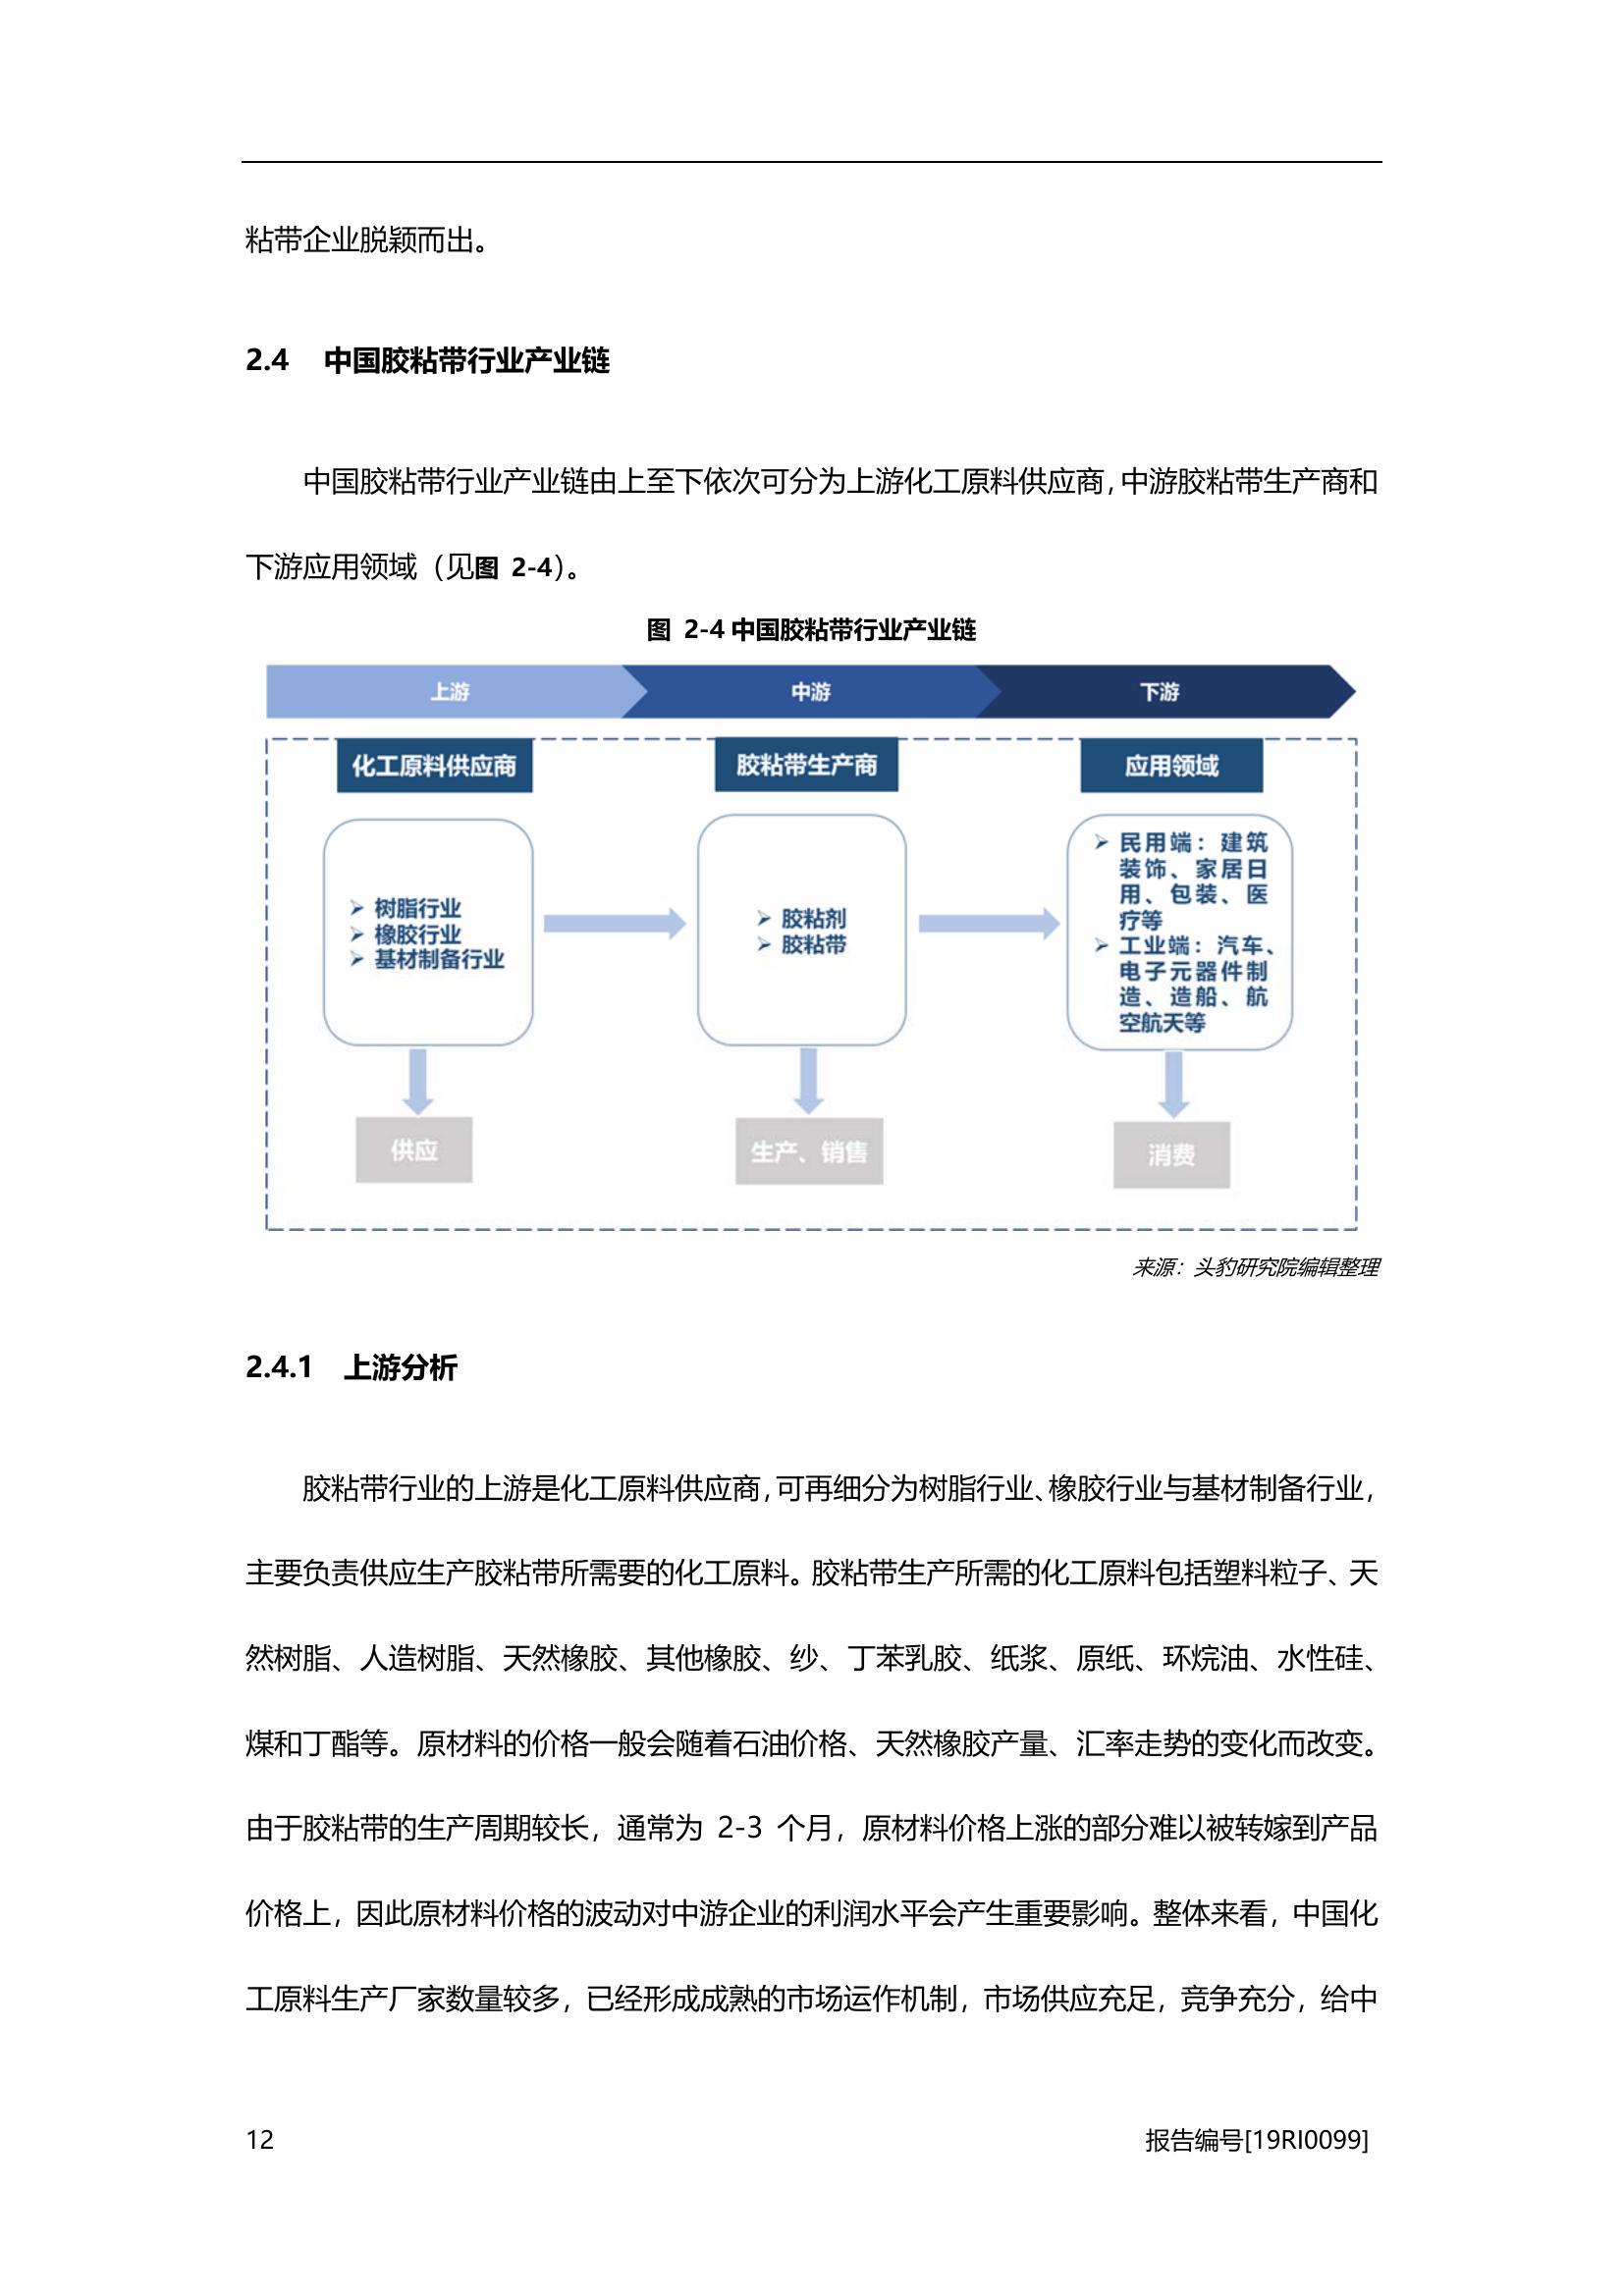 粘带企业脱颖而出。
2.4 中国胶粘带行业产业链
中国胶粘带行业产业链由上至下依次可分为上游化工原料供应商，中游胶粘带生产商和
下游应用领域（见图 2-4）。
图 2-4 中国胶粘带行业产业链
上游
中游
下游
化工原料供应商
胶粘带生产商
应用领域
➢ 树脂行业
➢ 橡胶行业
➢ 基材制备行业
➢ 胶粘剂
➢ 胶粘带
➢ 民用端：建筑
装饰、家居日
用、包装、医
疗等
➢ 工业端：汽车、
电子元器件制
造、造船、航
空航天等
供应
生产、销售
消费
来源：头豹研究院编辑整理
2.4.1 上游分析
胶粘带行业的上游是化工原料供应商，可再细分为树脂行业、橡胶行业与基材制备行业，
主要负责供应生产胶粘带所需要的化工原料。胶粘带生产所需的化工原料包括塑料粒子、天
然树脂、人造树脂、天然橡胶、其他橡胶、纱、丁苯乳胶、纸浆、原纸、环烷油、水性硅、
煤和丁酯等。原材料的价格一般会随着石油价格、天然橡胶产量、汇率走势的变化而改变。
由于胶粘带的生产周期较长，通常为 2-3 个月，原材料价格上涨的部分难以被转嫁到产品
价格上，因此原材料价格的波动对中游企业的利润水平会产生重要影响。整体来看，中国化
工原料生产厂家数量较多，已经形成成熟的市场运作机制，市场供应充足，竞争充分，给中
12
报告编号[19RI0099]